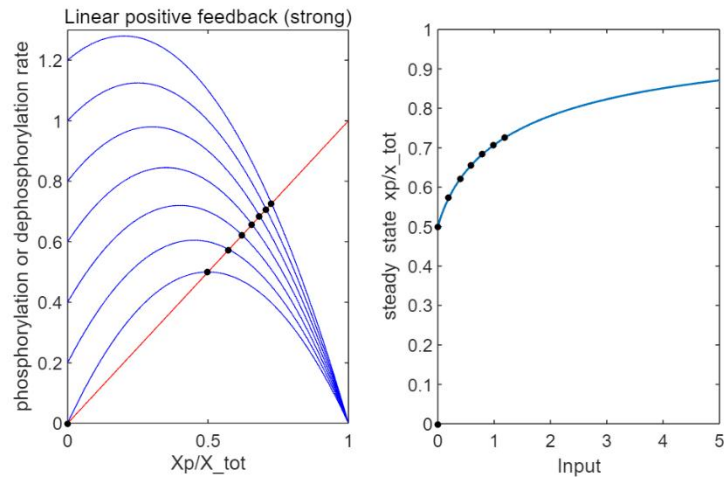 Linear positive feedback (strong)
phosphorylation or dephosphorylation rate
1.2
1
0.8
0.6
0.4
0.2
0
0 0.5 1
Xp/X_tot
steady state xp/x_tot
1
0.9
0.8
0.7
0.6
0.5
0.4
0.3
0.2
0.1
0
0 1 2 3 4 5
Input